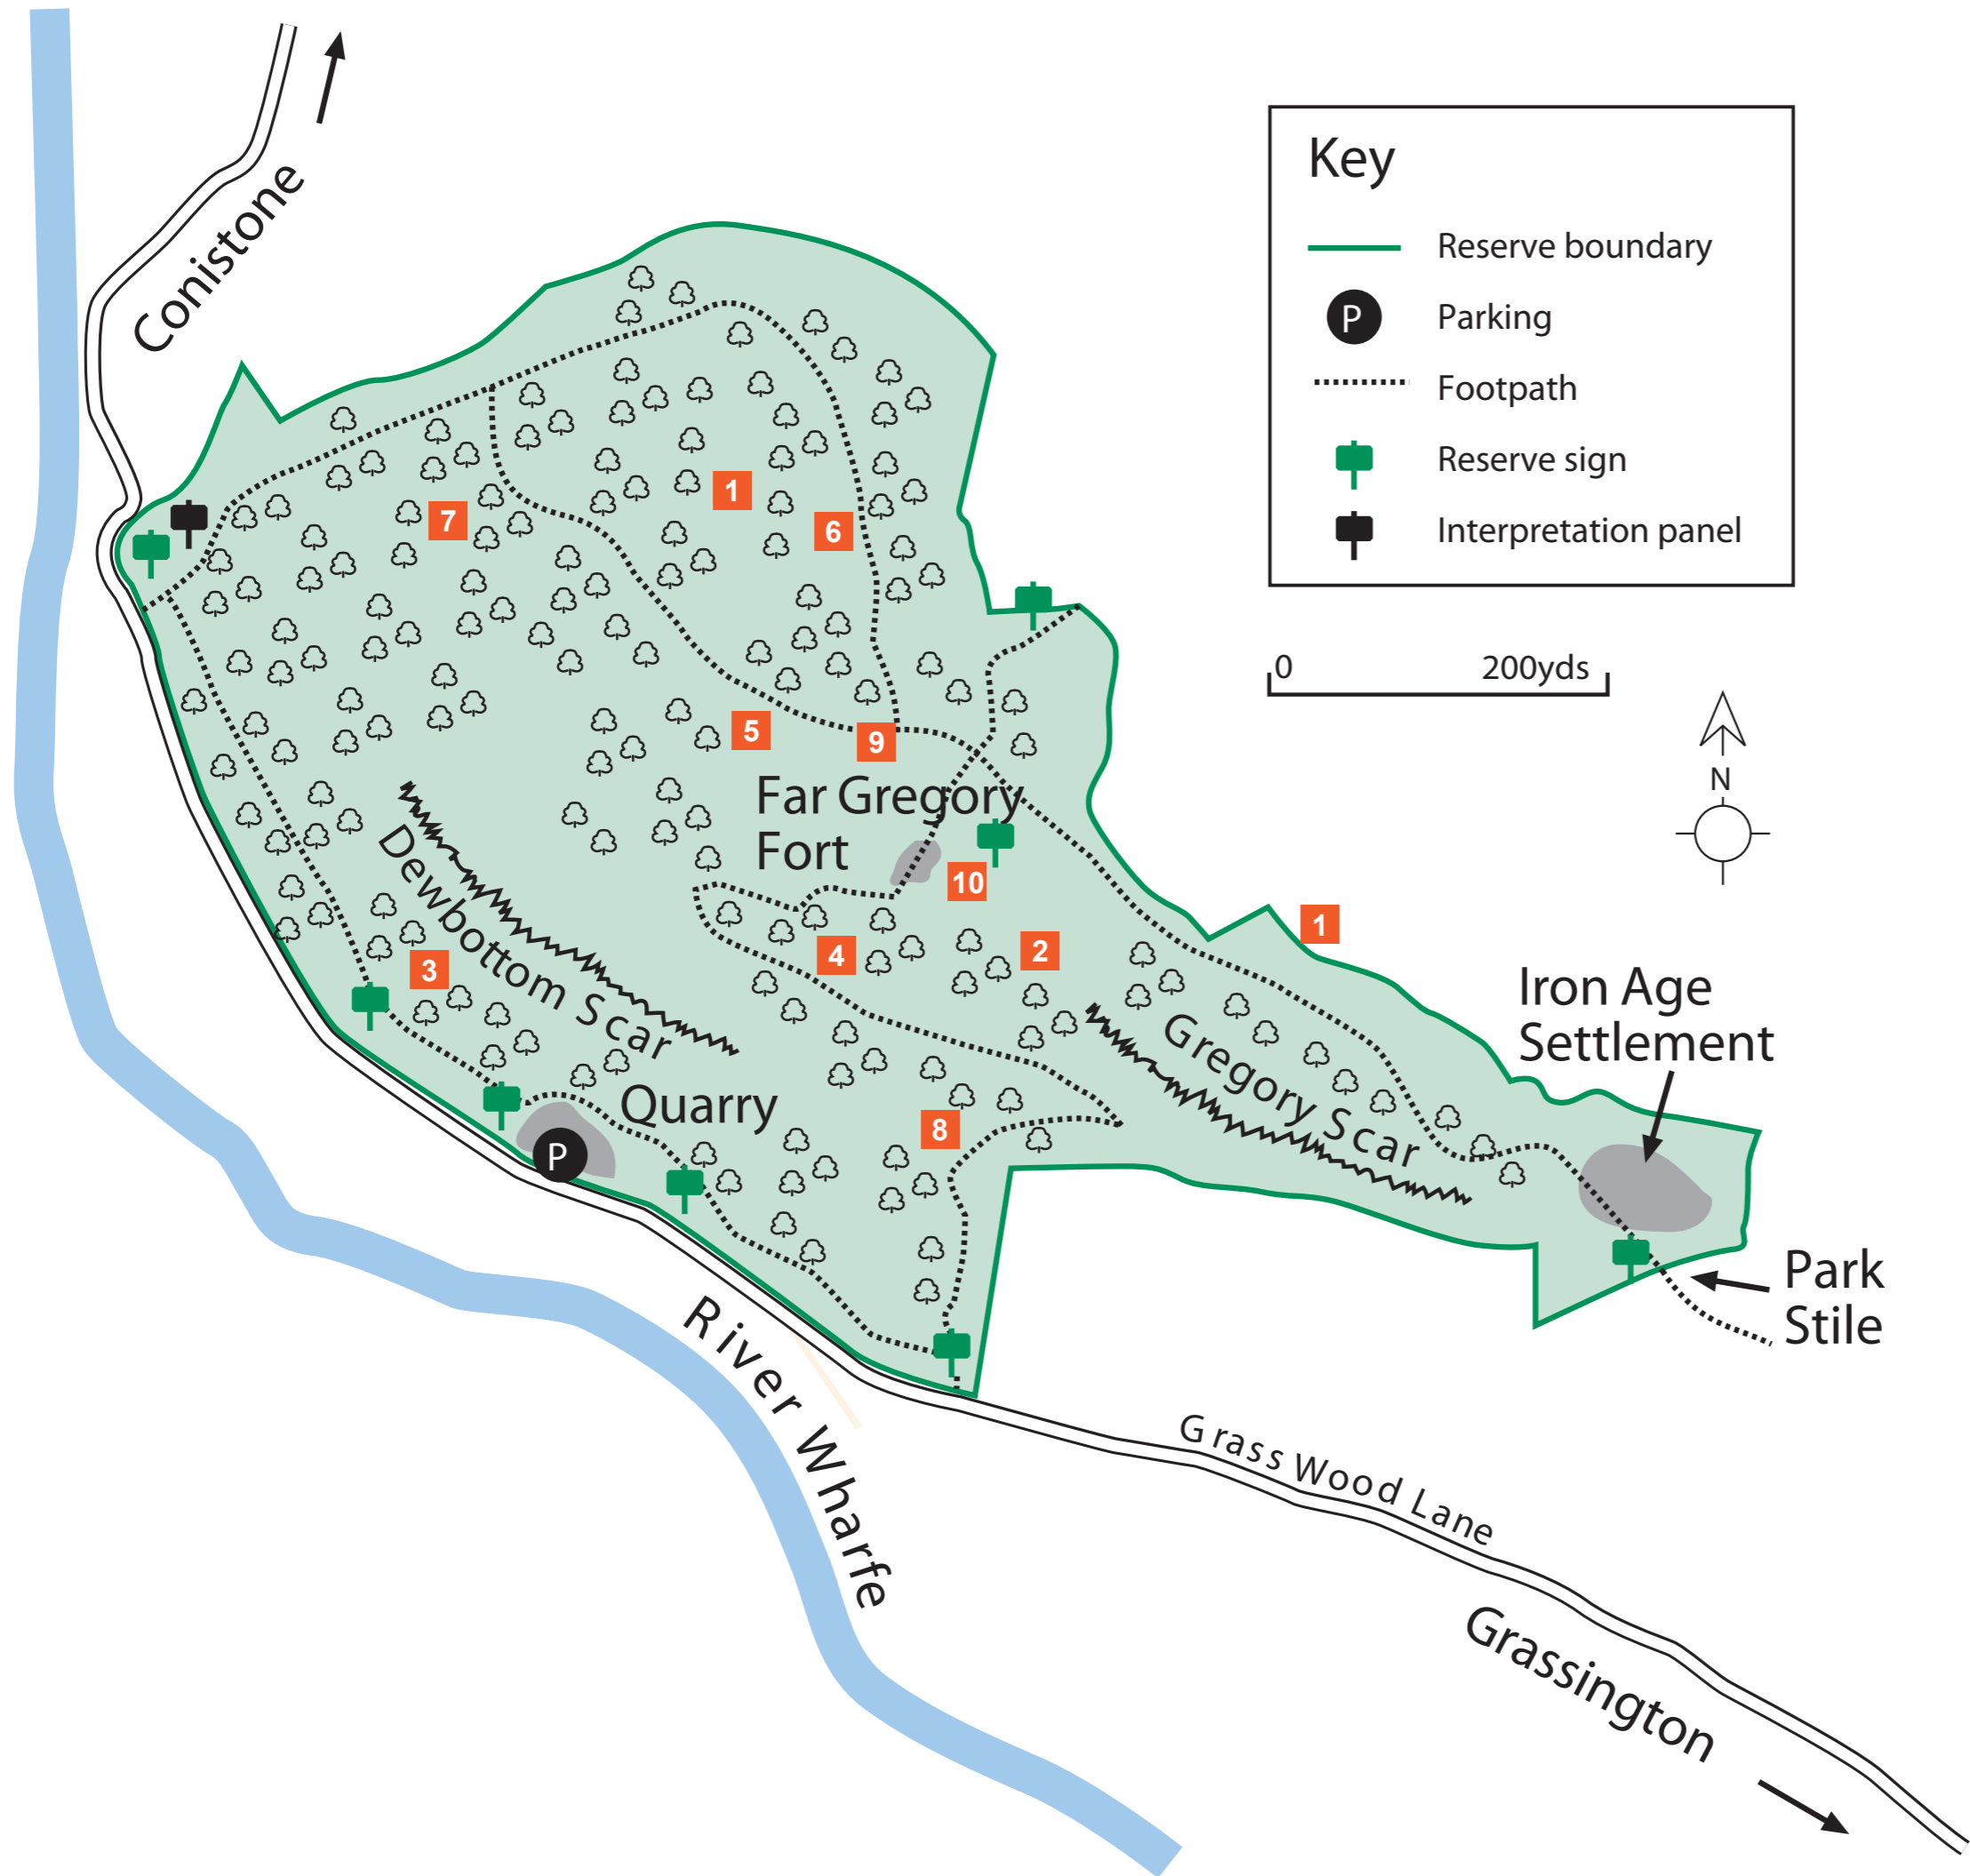 Conistone
Key
Reserve boundary
P
Parking
Footpath
Reserve sign
Interpretation panel
0 200yds
N
1
7
6
5
9
Far Gregory
Fort
10
Dewbottom Scar
3
4
2
1
Iron Age
Settlement
Gregory Scar
Quarry
8
P
Park
Stile
River Wharfe
Grass Wood Lane
Grassington